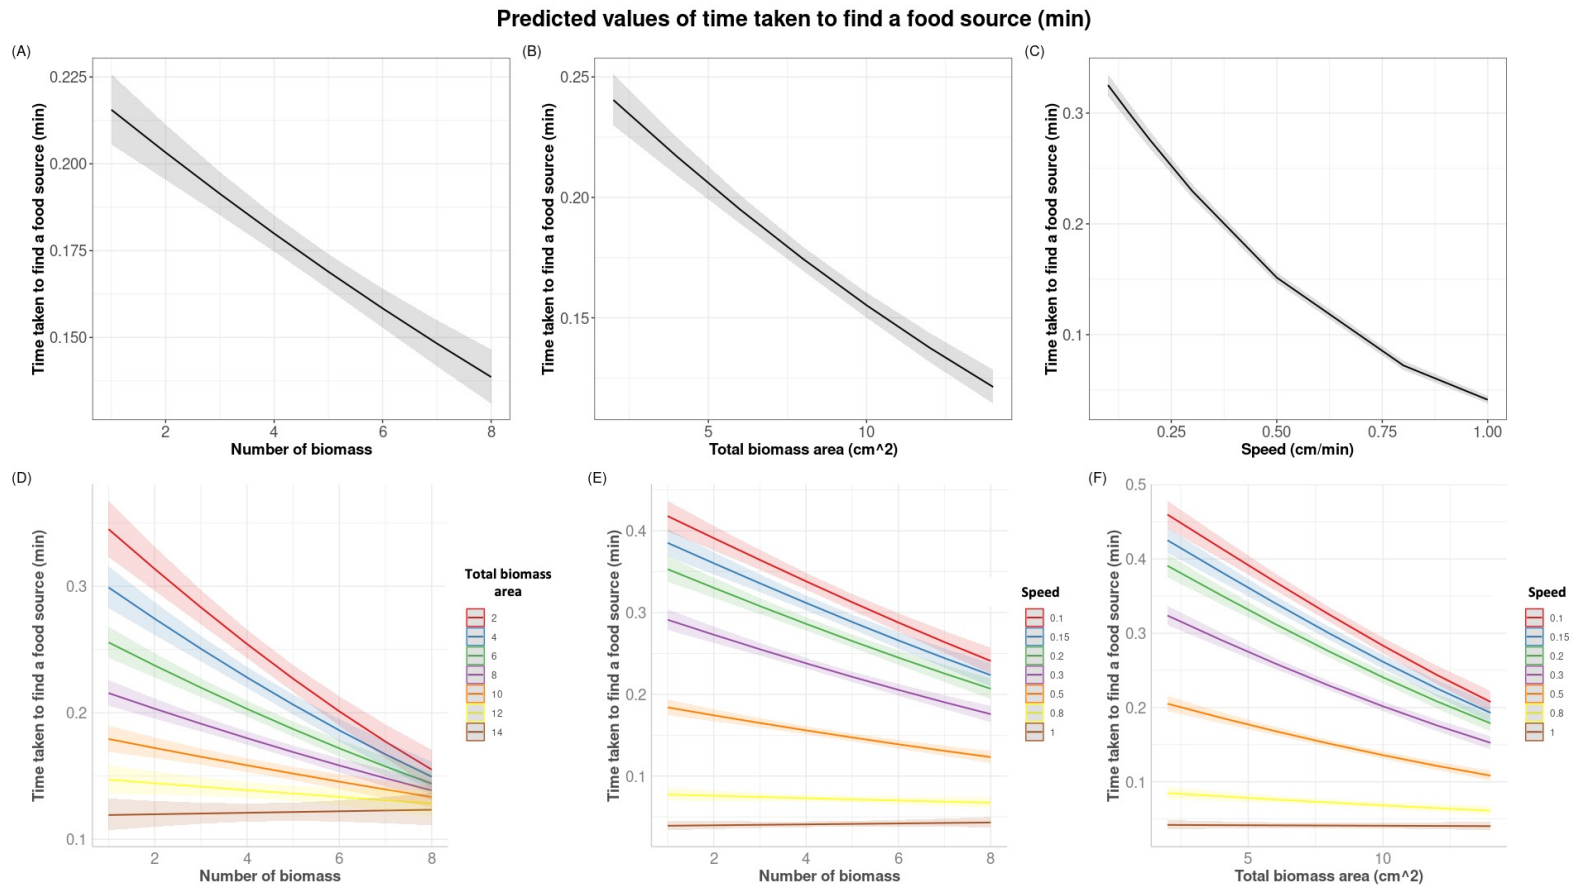 Predicted values of time taken to find a food source (min)
(A)
Time taken to find a food source (min)
0.225
0.200
0.175
0.150
2
4
6
8
Number of biomass
(B)
Time taken to find a food source (min)
0.25
0.20
0.15
5
10
Total biomass area (cm^2)
(C)
Time taken to find a food source (min)
0.3
0.2
0.1
0.25
0.50
0.75
1.00
Speed (cm/min)
(D)
Time taken to find a food source (min)
0.3
0.2
0.1
2
4
6
8
Number of biomass
Total biomass
area
2
4
6
8
10
12
14
(E)
Time taken to find a food source (min)
0.4
0.3
0.2
0.1
2
4
6
8
Number of biomass
Speed
0.1
0.15
0.2
0.3
0.5
0.8
1
(F)
Time taken to find a food source (min)
0.5
0.4
0.3
0.2
0.1
5
10
Total biomass area (cm^2)
Speed
0.1
0.15
0.2
0.3
0.5
0.8
1